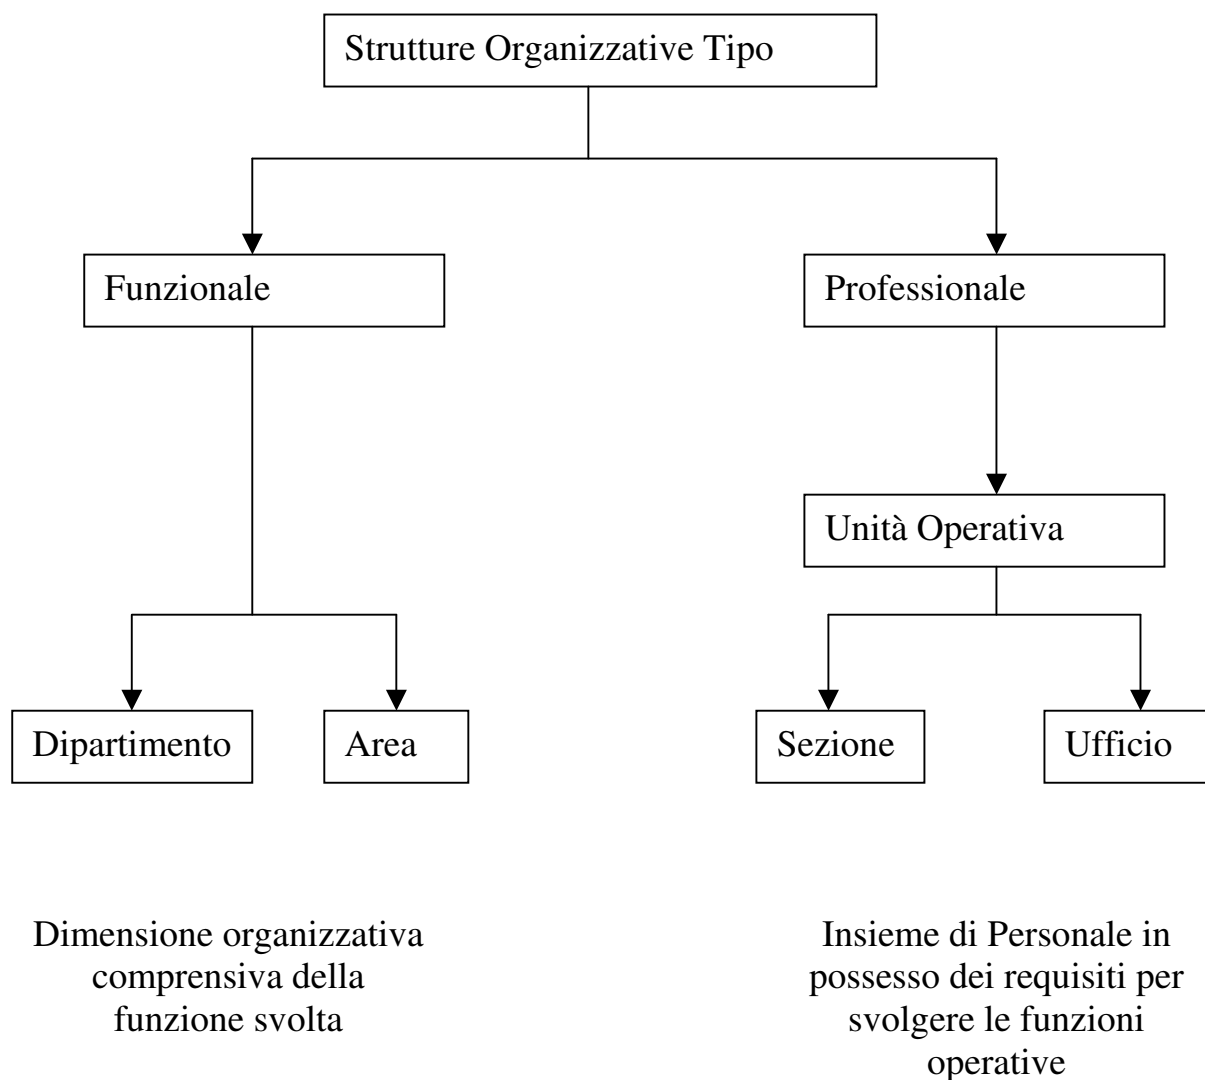 Strutture Organizzative Tipo
Funzionale
Professionale
Unità Operativa
Dipartimento
Area
Sezione
Ufficio
Dimensione organizzativa
comprensiva della
funzione svolta
Insieme di Personale in
possesso dei requisiti per
svolgere le funzioni
operative